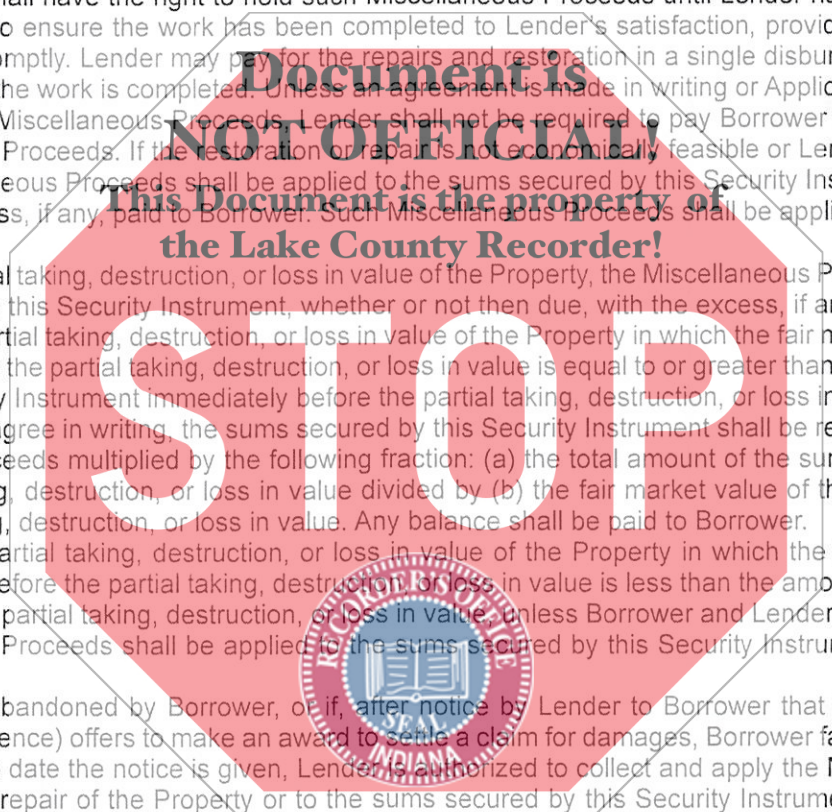 all have the right to hold such Miscellaneous Proceeds until Lender
o ensure the work has been completed to Lender's satisfaction, provi
mptly. Lender may pay for the repairs and restoration in a single disbu
he work is completed. Unless an agreement is made in writing or Applic
Miscellaneous Proceeds, Lender shall not be required to pay Borrower
Proceeds. If the restoration or repair is not economically feasible or Le
eous Proceeds shall be applied to the sums secured by this Security Ins
ss, if any, paid to Borrower. Such Miscellaneous Proceeds shall be appli
Document is
NOT OFFICIAL!
This Document is the property of
the Lake County Recorder!
al taking, destruction, or loss in value of the Property, the Miscellaneous P
this Security Instrument, whether or not then due, with the excess, if a
rtial taking, destruction, or loss in value of the Property in which the fair m
the partial taking, destruction, or loss in value is equal to or greater than
y Instrument immediately before the partial taking, destruction, or loss in
gree in writing, the sums secured by this Security Instrument shall be re
ceeds multiplied by the following fraction: (a) the total amount of the su
g, destruction, or loss in value divided by (b) the fair market value of t
, destruction, or loss in value. Any balance shall be paid to Borrower.
artial taking, destruction, or loss in value of the Property in which the
efore the partial taking, destruction, or loss in value is less than the amo
partial taking, destruction, or loss in value, unless Borrower and Lender
Proceeds shall be applied to the sums secured by this Security Instru
STOP
bandoned by Borrower, or if, after notice by Lender to Borrower that
ence) offers to make an award to settle a claim for damages, Borrower fa
date the notice is given, Lender is authorized to collect and apply the
repair of the Property or to the sums secured by this Security Instrum
RECORDER'S OFFICE
SEAL
INDIANA